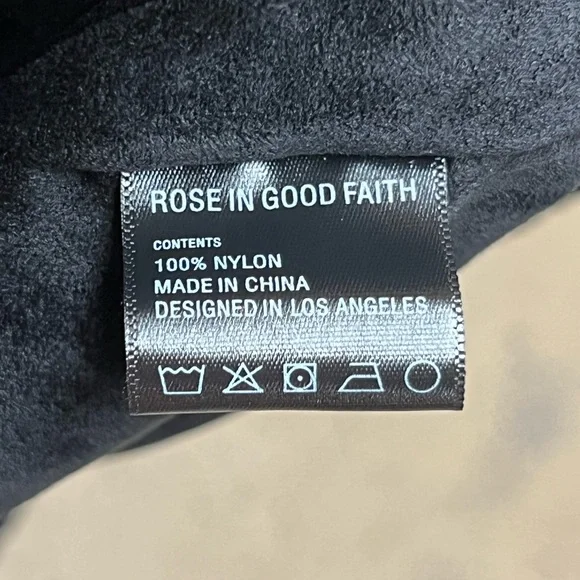 ROSE IN GOOD FAITH
CONTENTS
100% NYLON
MADE IN CHINA
DESIGNED IN LOS ANGELES